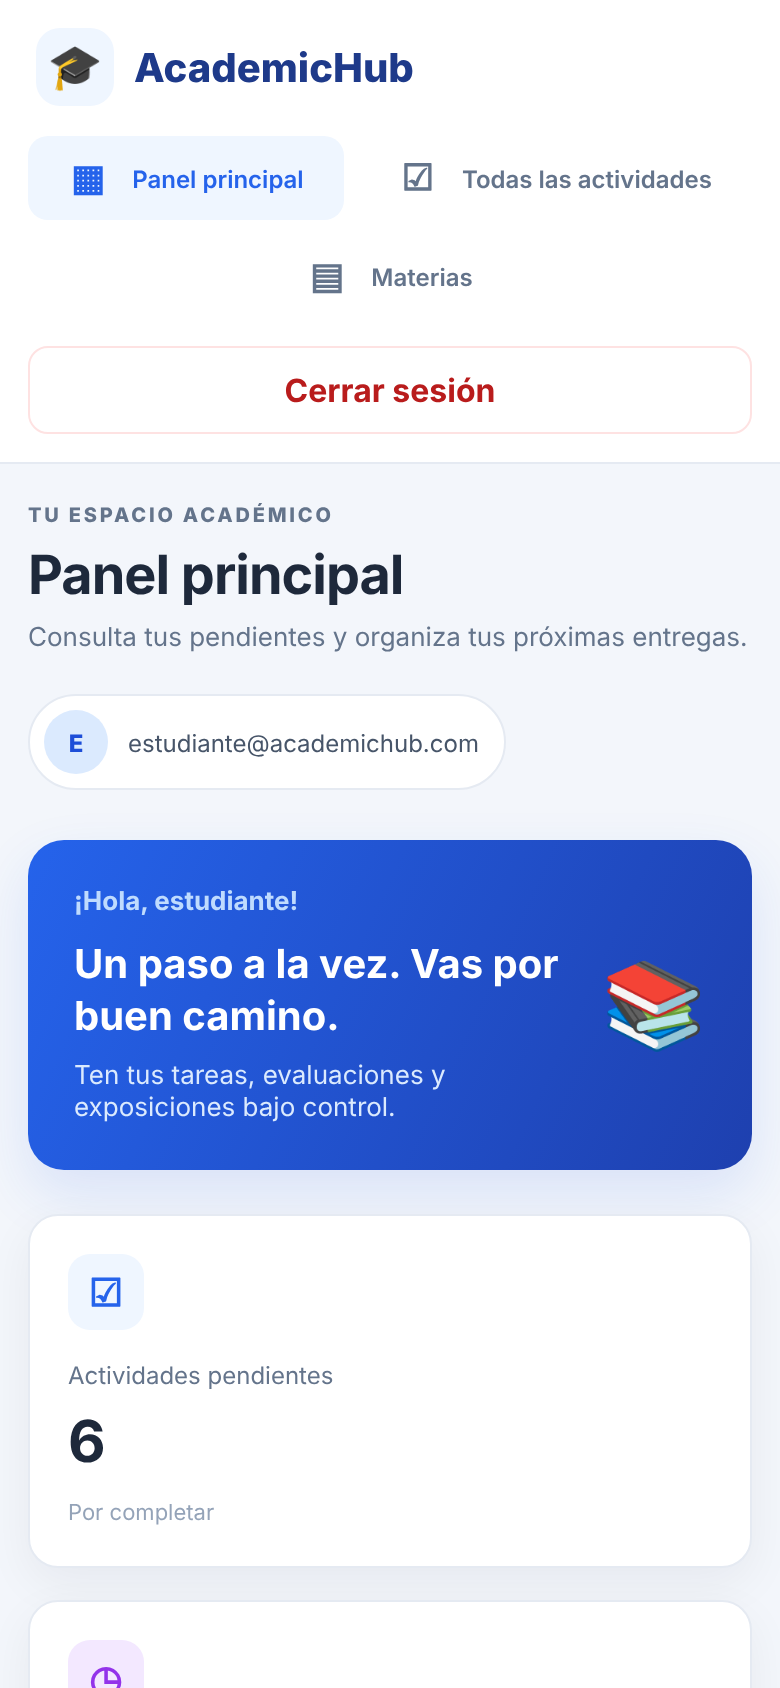 AcademicHub
Panel principal
Todas las actividades
Materias
Cerrar sesión
TU ESPACIO ACADÉMICO
Panel principal
Consulta tus pendientes y organiza tus próximas entregas.
E
estudiante@academichub.com
¡Hola, estudiante!
Un paso a la vez. Vas por
buen camino.
Ten tus tareas, evaluaciones y
exposiciones bajo control.
Actividades pendientes
6
Por completar